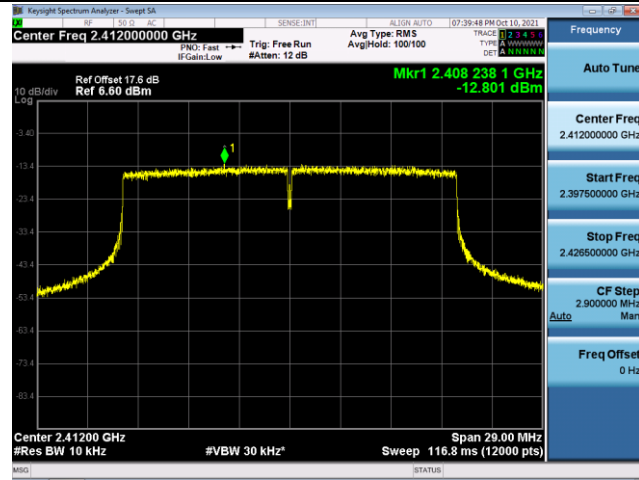 Keysight Spectrum Analyzer - Swept SA
RF 50 Ω AC SENSE:INT ALIGN AUTO 07:39:48 PM Oct 10, 2021
Center Freq 2.412000000 GHz
PNO: Fast
IFGain:Low
Trig: Free Run
#Atten: 12 dB
Avg Type: RMS
Avg|Hold: 100/100
TRACE 1 2 3 4 5 6
TYPE A WWWWW
DET A N N N N N
Frequency
Ref Offset 17.6 dB
10 dB/div Ref 6.60 dBm
Log
Mkr1 2.408 238 1 GHz
-12.801 dBm
1
-3.40
-13.4
-23.4
-33.4
-43.4
-53.4
-63.4
-73.4
-83.4
Center 2.41200 GHz
#Res BW 10 kHz
#VBW 30 kHz*
Span 29.00 MHz
Sweep 116.8 ms (12000 pts)
MSG STATUS
Auto Tune
Center Freq
2.412000000 GHz
Start Freq
2.397500000 GHz
Stop Freq
2.426500000 GHz
CF Step
2.900000 MHz
Auto Man
Freq Offset
0 Hz